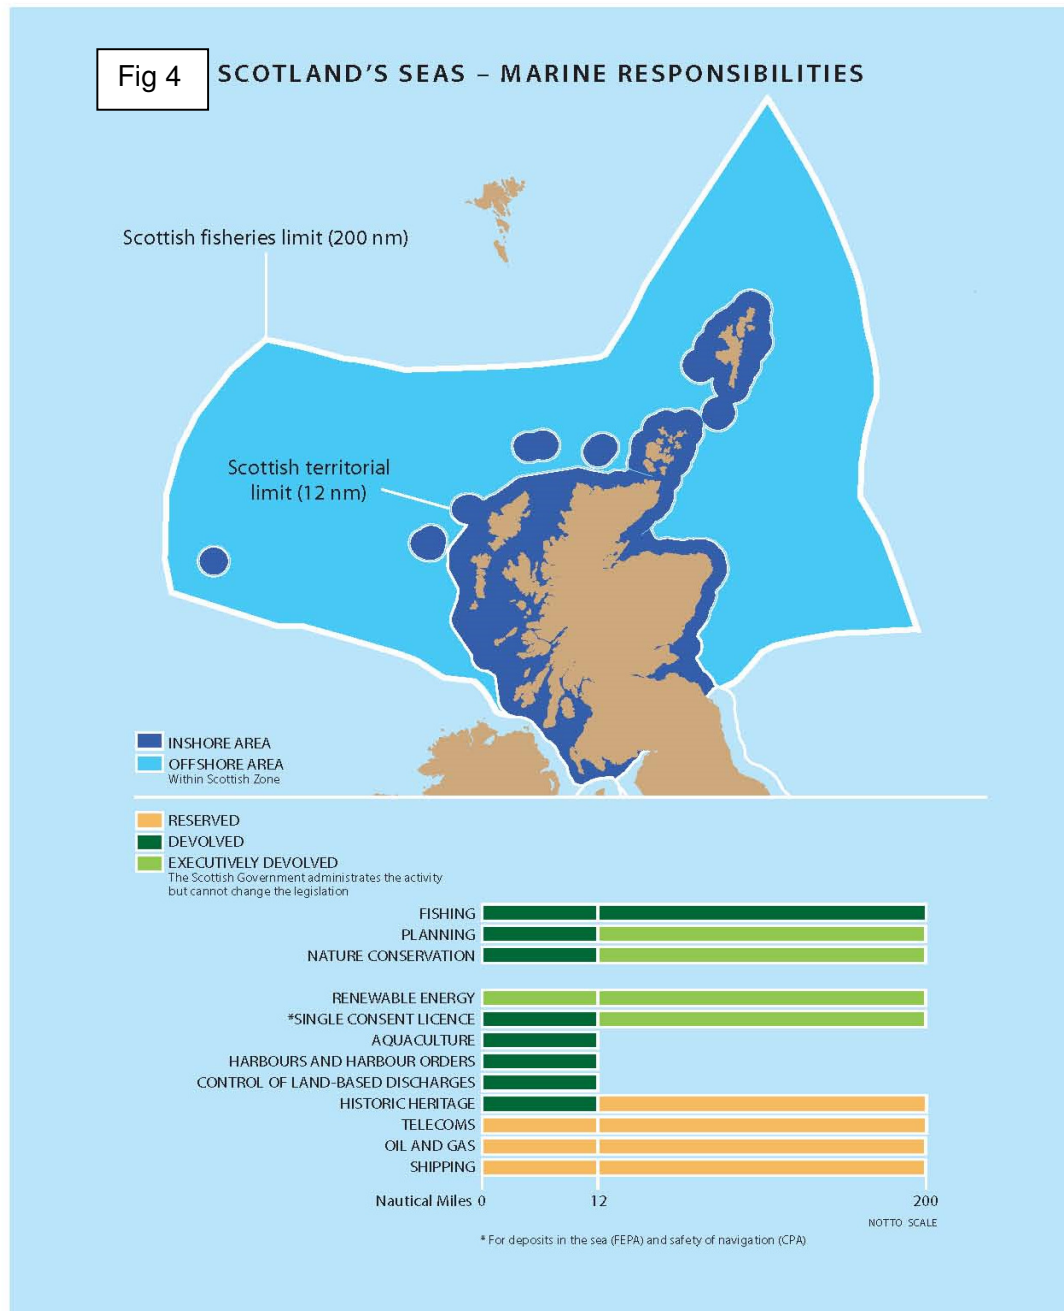 Fig 4
SCOTLAND'S SEAS – MARINE RESPONSIBILITIES
Scottish fisheries limit (200 nm)
Scottish territorial
limit (12 nm)
INSHORE AREA
OFFSHORE AREA
Within Scottish Zone
RESERVED
DEVOLVED
EXECUTIVELY DEVOLVED
The Scottish Government administrates the activity
but cannot change the legislation
FISHING
PLANNING
NATURE CONSERVATION
RENEWABLE ENERGY
*SINGLE CONSENT LICENCE
AQUACULTURE
HARBOURS AND HARBOUR ORDERS
CONTROL OF LAND-BASED DISCHARGES
HISTORIC HERITAGE
TELECOMS
OIL AND GAS
SHIPPING
Nautical Miles 0 12 200
NOT TO SCALE
* For deposits in the sea (FEPA) and safety of navigation (CPA)